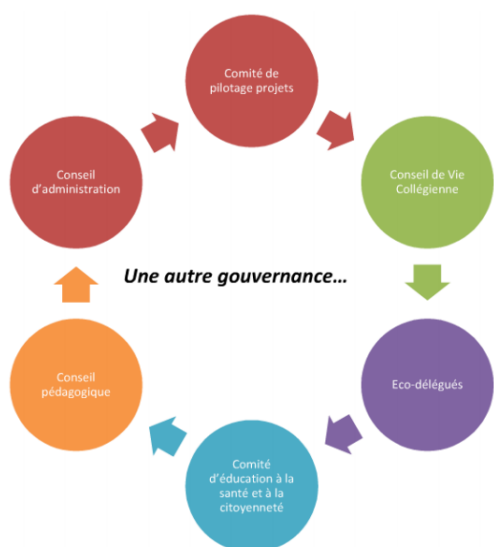 Comité de
pilotage projets
Conseil
d'administration
Conseil de Vie
Collégienne
Une autre gouvernance...
Conseil
pédagogique
Eco-délégués
Comité
d'éducation à la
santé et à la
citoyenneté